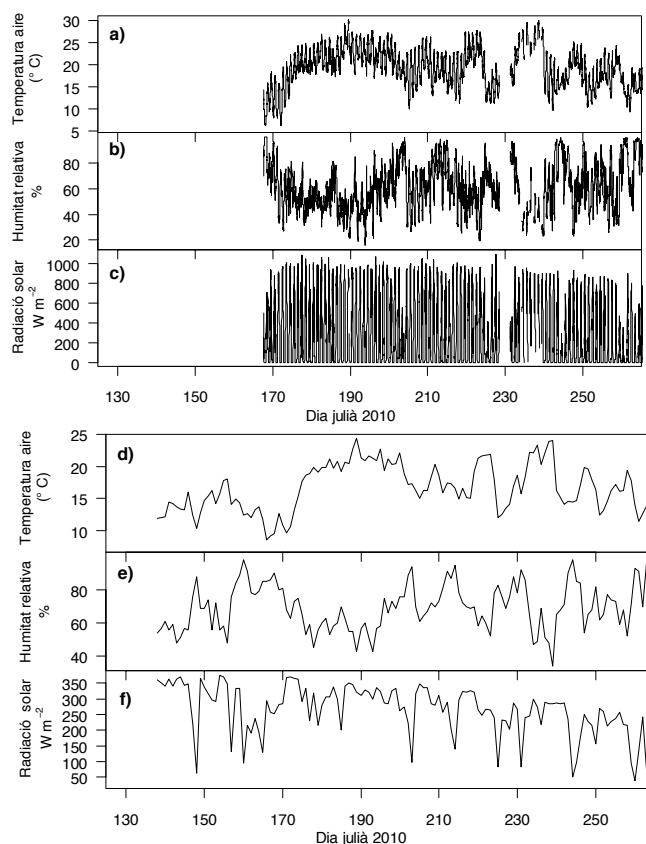 a)
Temperatura aire
(° C)
30
25
20
15
10
5
b)
Humitat relativa
%
80
60
40
20
c)
Radiació solar
W m⁻²
1000
800
600
400
200
0
130 150 170 190 210 230 250
Dia julià 2010
d)
Temperatura aire
(° C)
25
20
15
10
e)
Humitat relativa
%
80
60
40
f)
Radiació solar
W m⁻²
350
300
250
200
150
100
50
130 150 170 190 210 230 250
Dia julià 2010